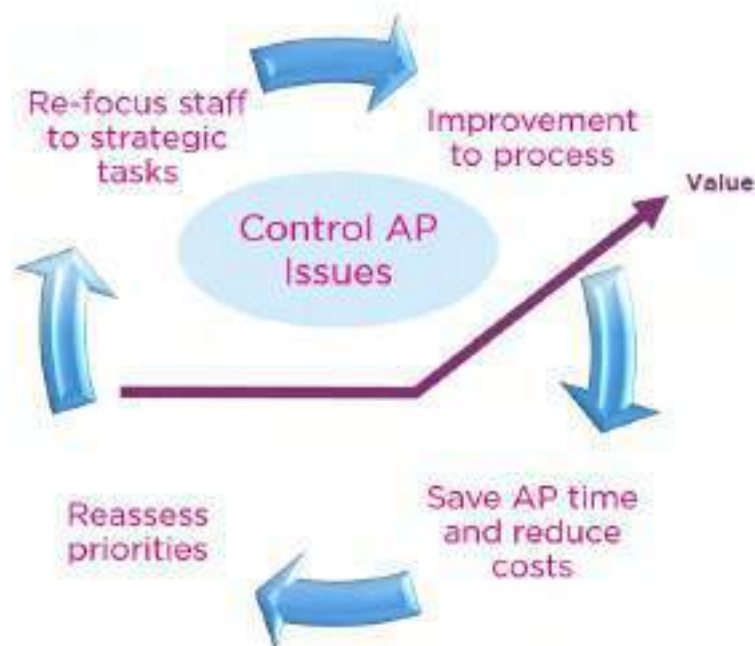 Re-focus staff
to strategic
tasks
Improvement
to process
Value
Control AP
Issues
Save AP time
and reduce
costs
Reassess
priorities